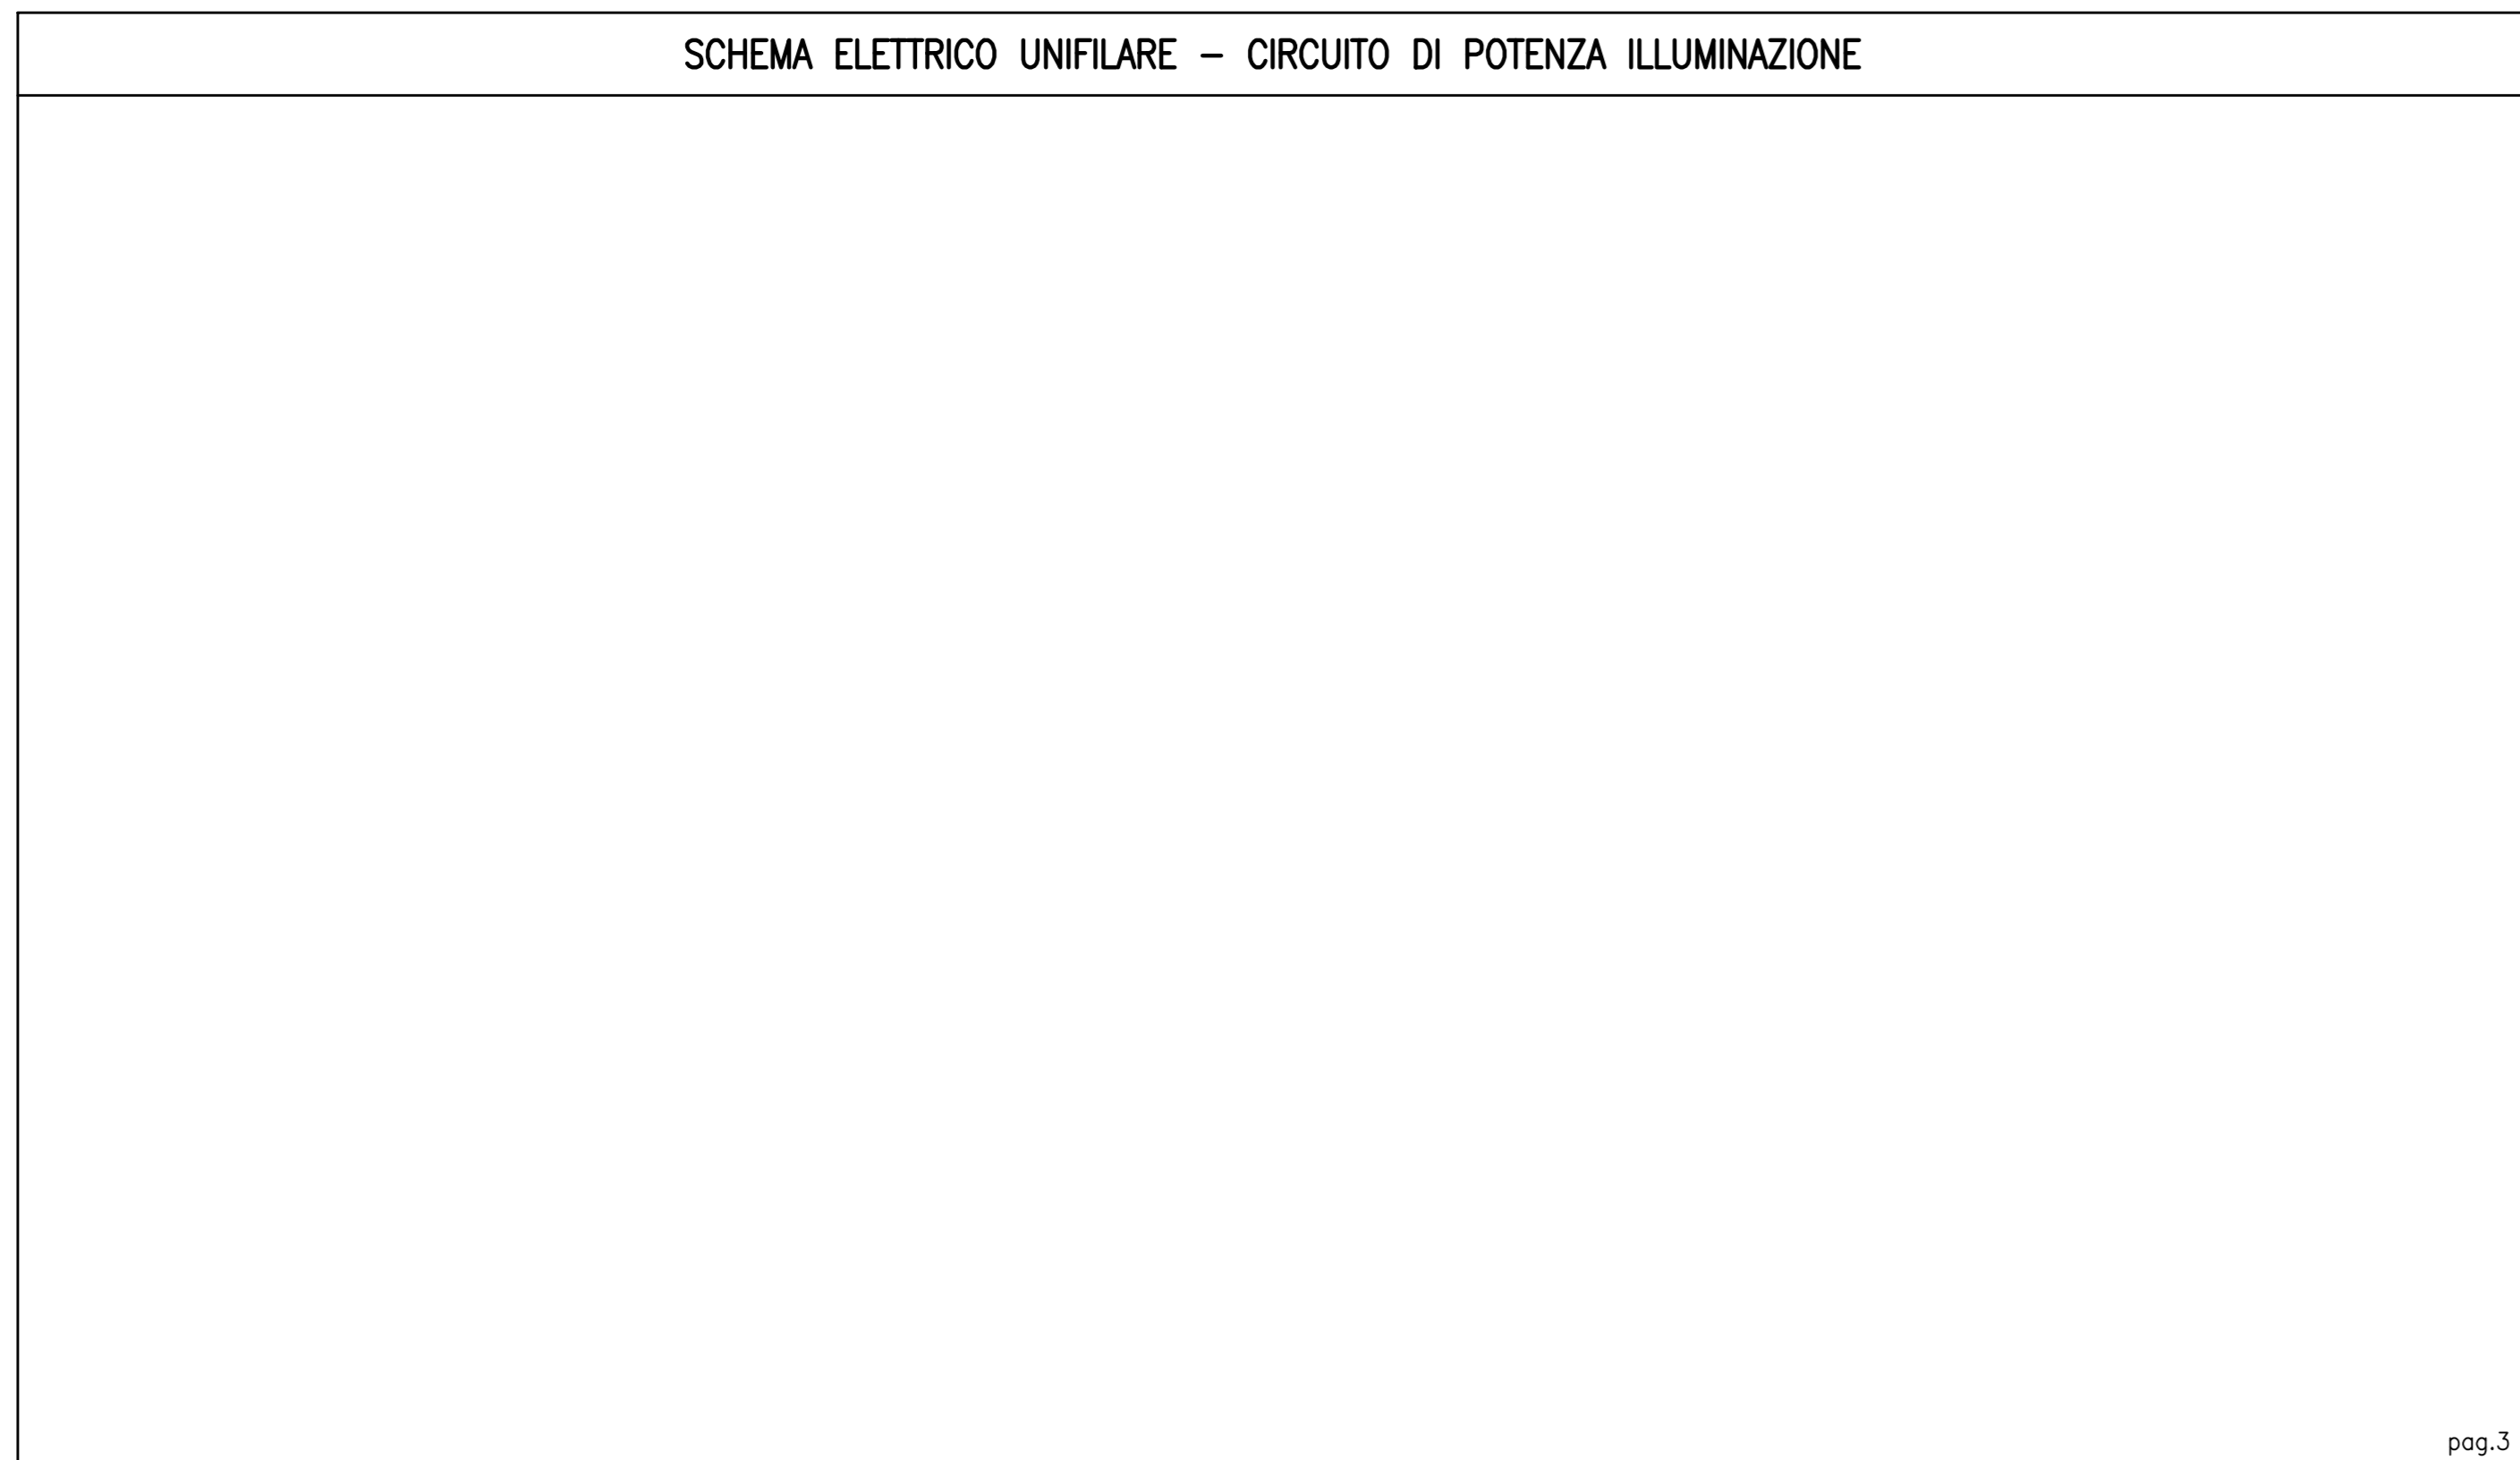 SCHEMA ELETTRICO UNIFILARE – CIRCUITO DI POTENZA ILLUMINAZIONE
pag.3